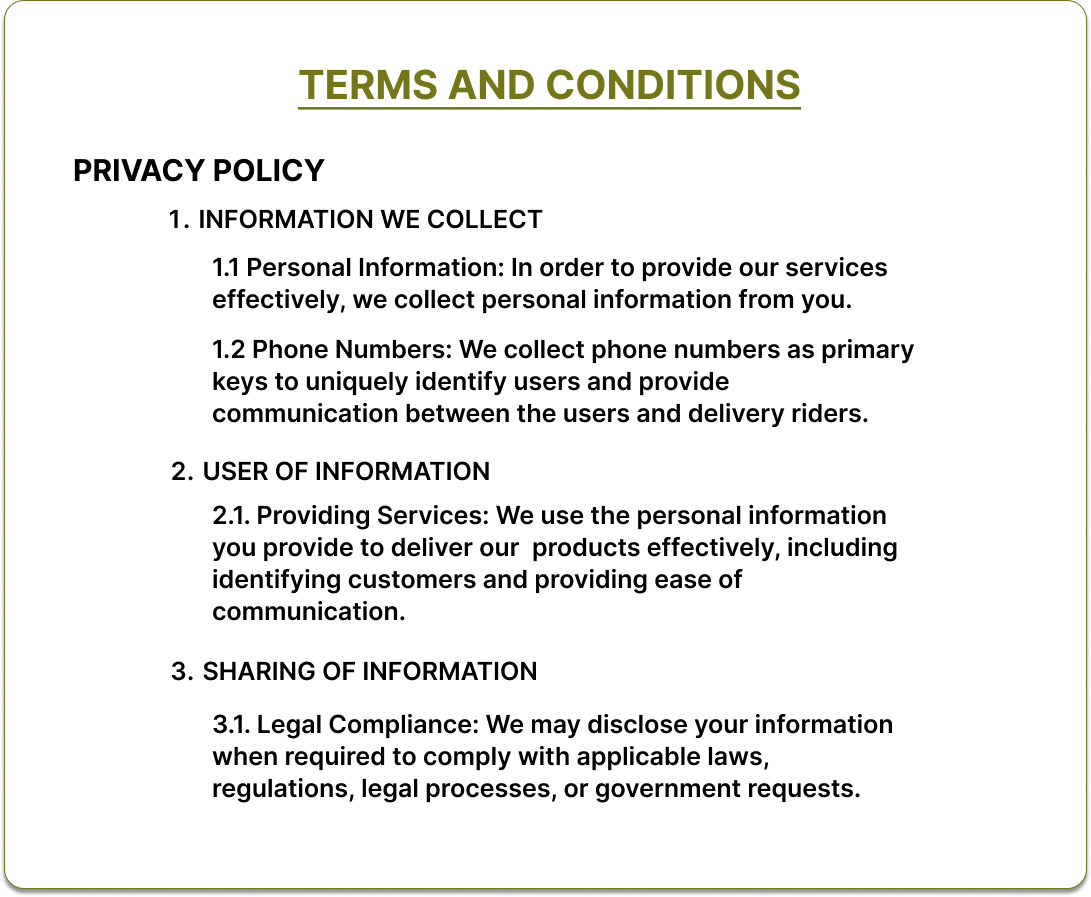 TERMS AND CONDITIONS
PRIVACY POLICY
1. INFORMATION WE COLLECT
1.1 Personal Information: In order to provide our services
effectively, we collect personal information from you.
1.2 Phone Numbers: We collect phone numbers as primary
keys to uniquely identify users and provide
communication between the users and delivery riders.
2. USER OF INFORMATION
2.1. Providing Services: We use the personal information
you provide to deliver our  products effectively, including
identifying customers and providing ease of
communication.
3. SHARING OF INFORMATION
3.1. Legal Compliance: We may disclose your information
when required to comply with applicable laws,
regulations, legal processes, or government requests.